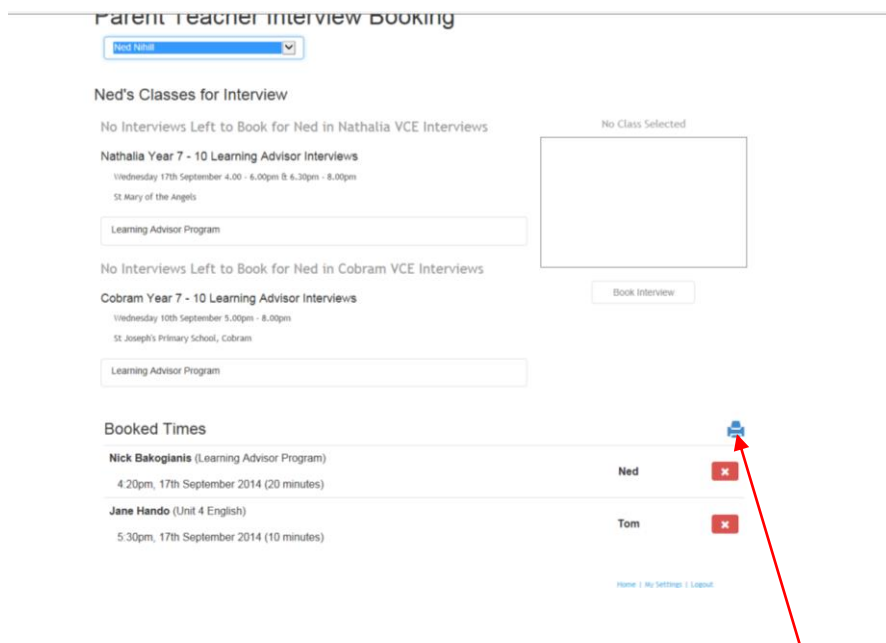 Parent Teacher Interview Booking
Ned Nihill
Ned's Classes for Interview
No Interviews Left to Book for Ned in Nathalia VCE Interviews
Nathalia Year 7 - 10 Learning Advisor Interviews
Wednesday 17th September 4.00 - 6.00pm & 6.30pm - 8.00pm
St Mary of the Angels
Learning Advisor Program
No Interviews Left to Book for Ned in Cobram VCE Interviews
Cobram Year 7 - 10 Learning Advisor Interviews
Wednesday 10th September 5.00pm - 8.00pm
St Joseph's Primary School, Cobram
Learning Advisor Program
No Class Selected
Book Interview
Booked Times
Nick Bakogianis (Learning Advisor Program)
4:20pm, 17th September 2014 (20 minutes)
Ned
Jane Hando (Unit 4 English)
5:30pm, 17th September 2014 (10 minutes)
Tom
Home | My Settings | Logout